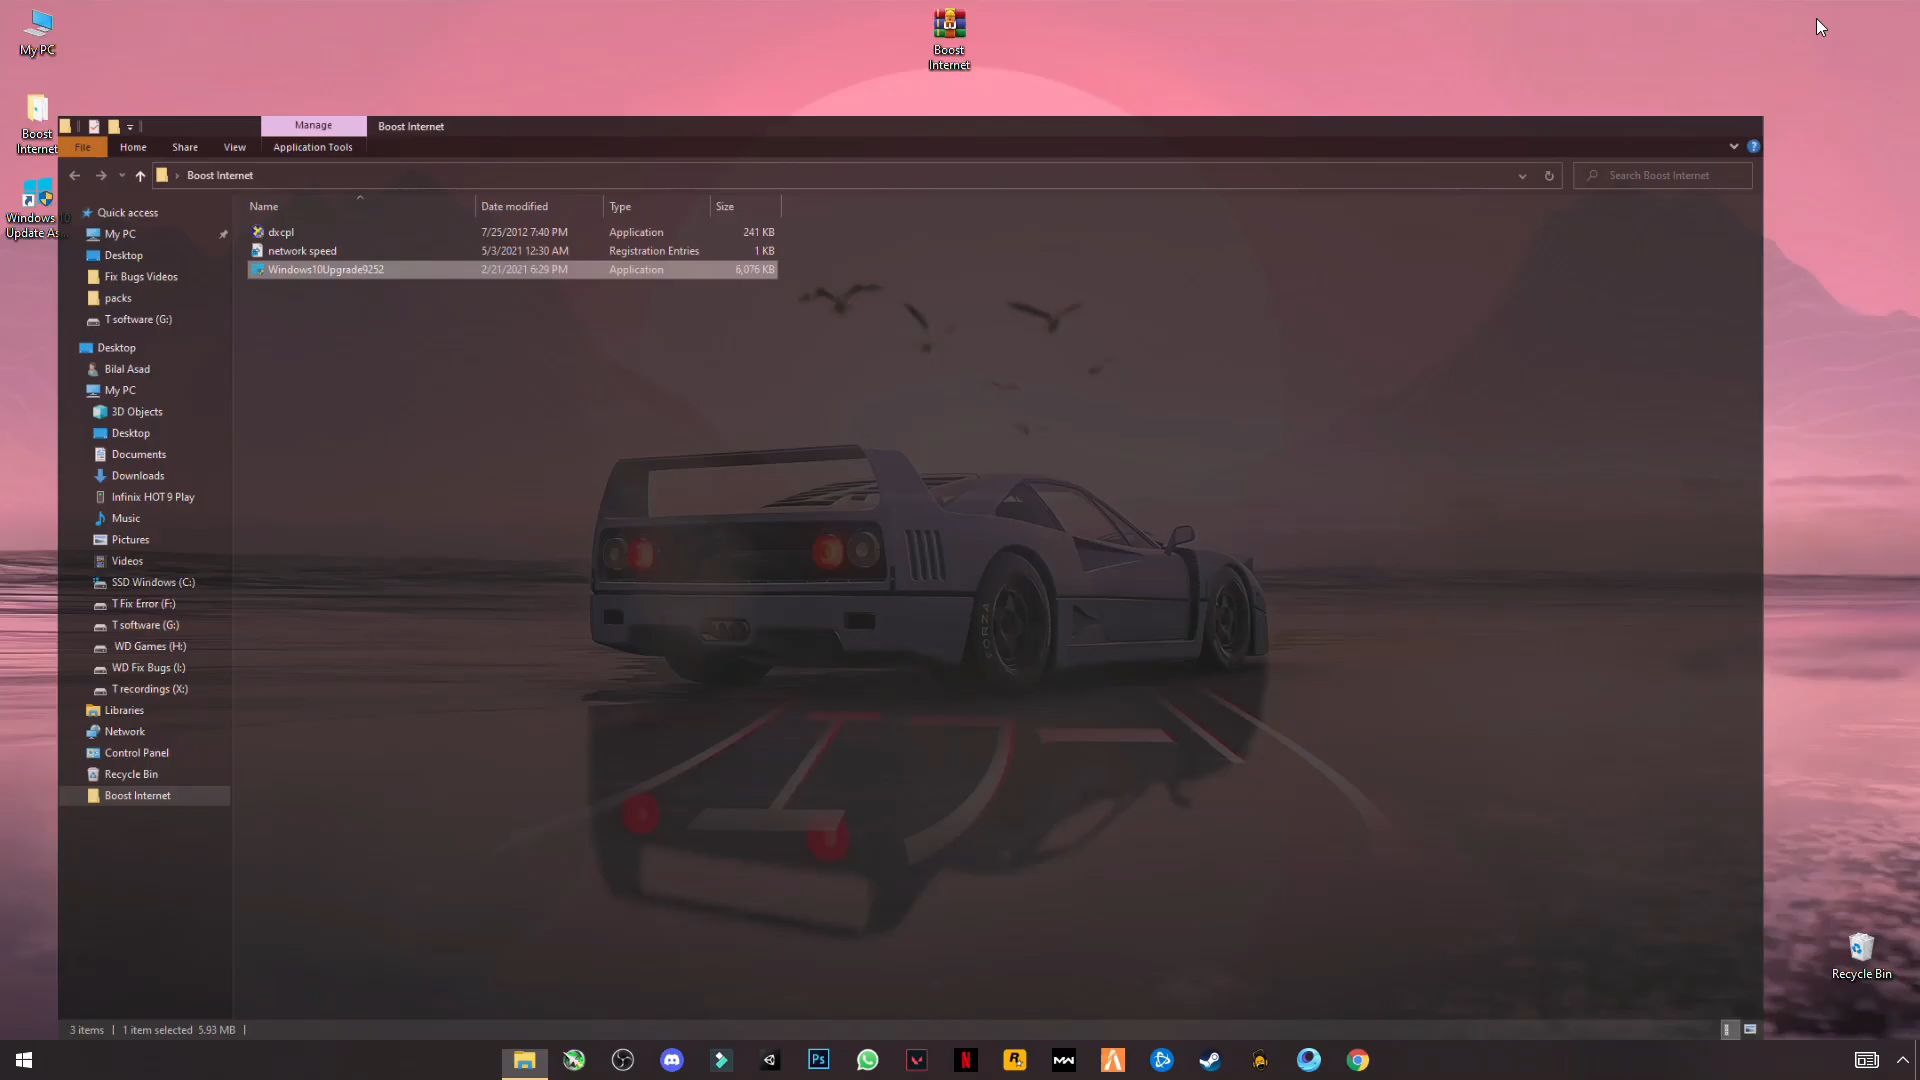 My PC
Boost
Internet
Boost
Internet
Windows 10
Update As...
Manage
Boost Internet
File
Home
Share
View
Application Tools
Boost Internet
Search Boost Internet
Name
Date modified
Type
Size
dxcpl
7/25/2012 7:40 PM
Application
241 KB
network speed
5/3/2021 12:30 AM
Registration Entries
1 KB
Windows10Upgrade9252
2/21/2021 6:29 PM
Application
6,076 KB
Quick access
My PC
Desktop
Fix Bugs Videos
packs
T software (G:)
Desktop
Bilal Asad
My PC
3D Objects
Desktop
Documents
Downloads
Infinix HOT 9 Play
Music
Pictures
Videos
SSD Windows (C:)
T Fix Error (F:)
T software (G:)
WD Games (H:)
WD Fix Bugs (I:)
T recordings (X:)
Libraries
Network
Control Panel
Recycle Bin
Boost Internet
FORZA
Recycle Bin
3 items
1 item selected 5.93 MB
Ps
N
R
MW